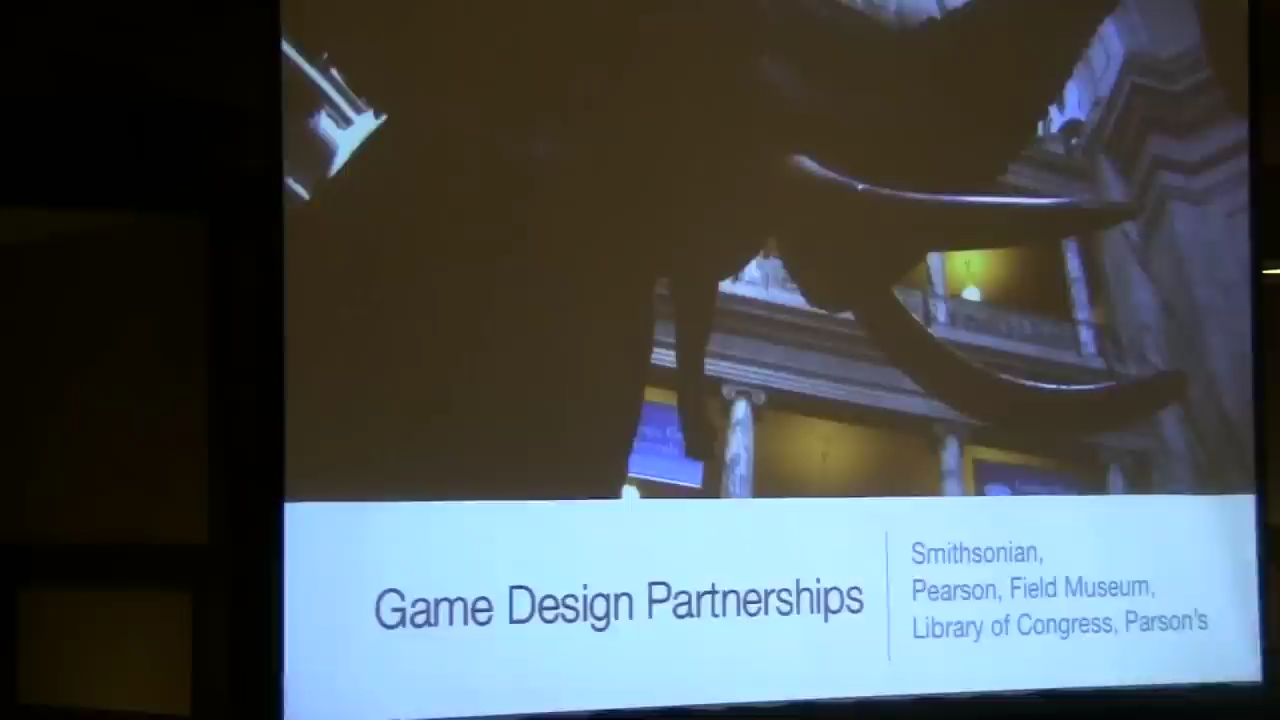 Game Design Partnerships
Smithsonian,
Pearson, Field Museum,
Library of Congress, Parson's